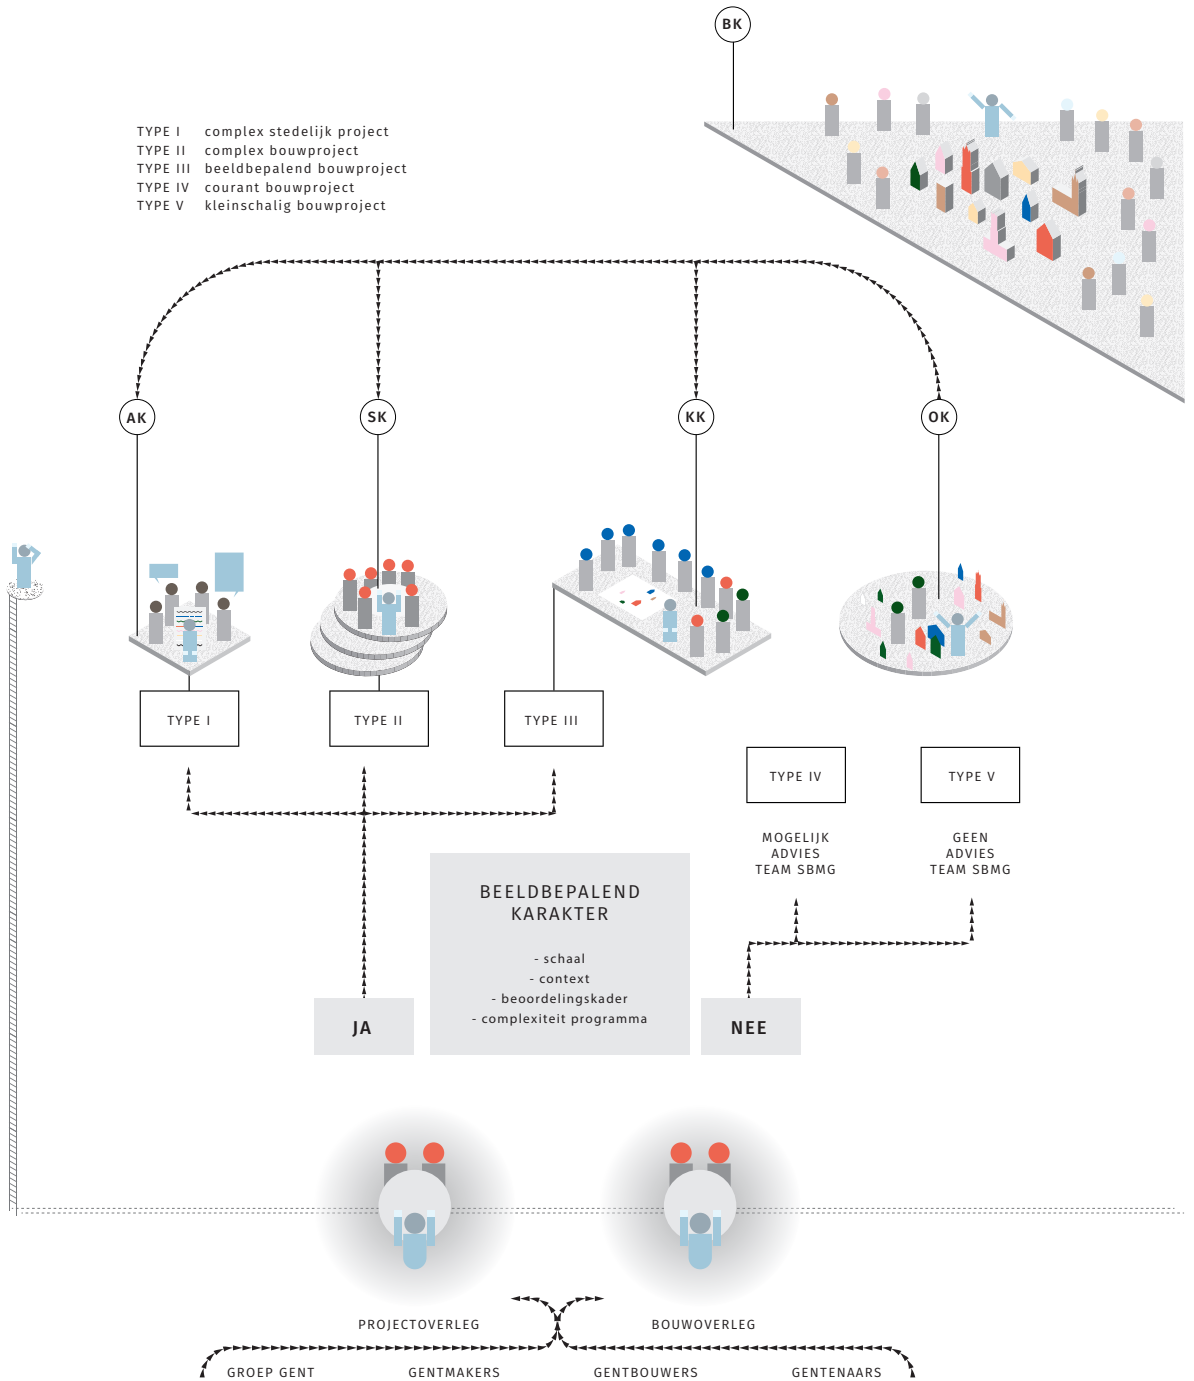 BK
TYPE I complex stedelijk project
TYPE II complex bouwproject
TYPE III beeldbepalend bouwproject
TYPE IV courant bouwproject
TYPE V kleinschalig bouwproject
AK SK KK OK
TYPE I TYPE II TYPE III
TYPE IV TYPE V
MOGELIJK
ADVIES
TEAM SBMG
GEEN
ADVIES
TEAM SBMG
BEELDBEPALEND
KARAKTER
- schaal
- context
- beoordelingskader
- complexiteit programma
JA
NEE
PROJECTOVERLEG BOUWOVERLEG
GROEP GENT GENTMAKERS GENTBOUWERS GENTENAARS